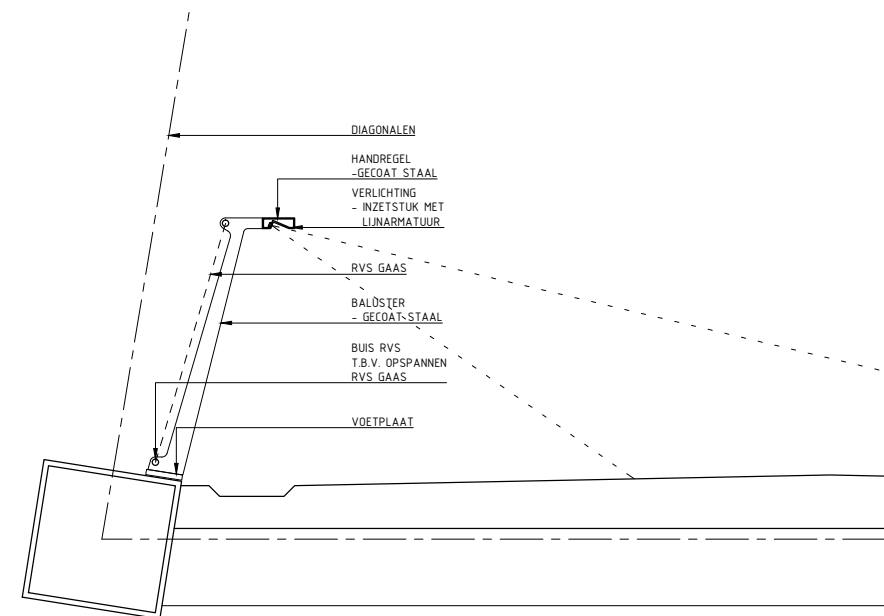 DIAGONALEN
HANDREGEL
-GECOAT STAAL
VERLICHTING
- INZETSTUK MET
LIJNARMATUUR
RVS GAAS
BALUSTER
- GECOAT STAAL
BUIS RVS
T.B.V. OPSPANNEN
RVS GAAS
VOETPLAAT